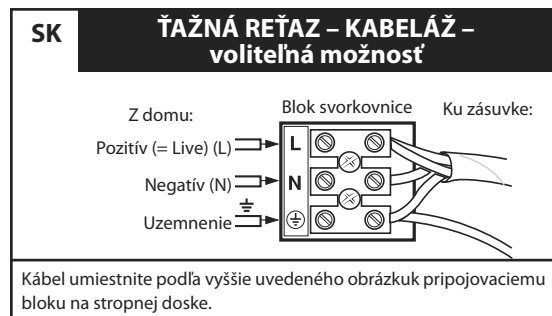 SK
ŤAŽNÁ REŤAZ – KABELÁŽ –
voliteľná možnosť
Z domu:
Blok svorkovnice
Ku zásuvke:
Pozitív (= Live) (L)
L
Negatív (N)
N
Uzemnenie
Kábel umiestnite podľa vyššie uvedeného obrázkuk pripojovaciemu
bloku na stropnej doske.